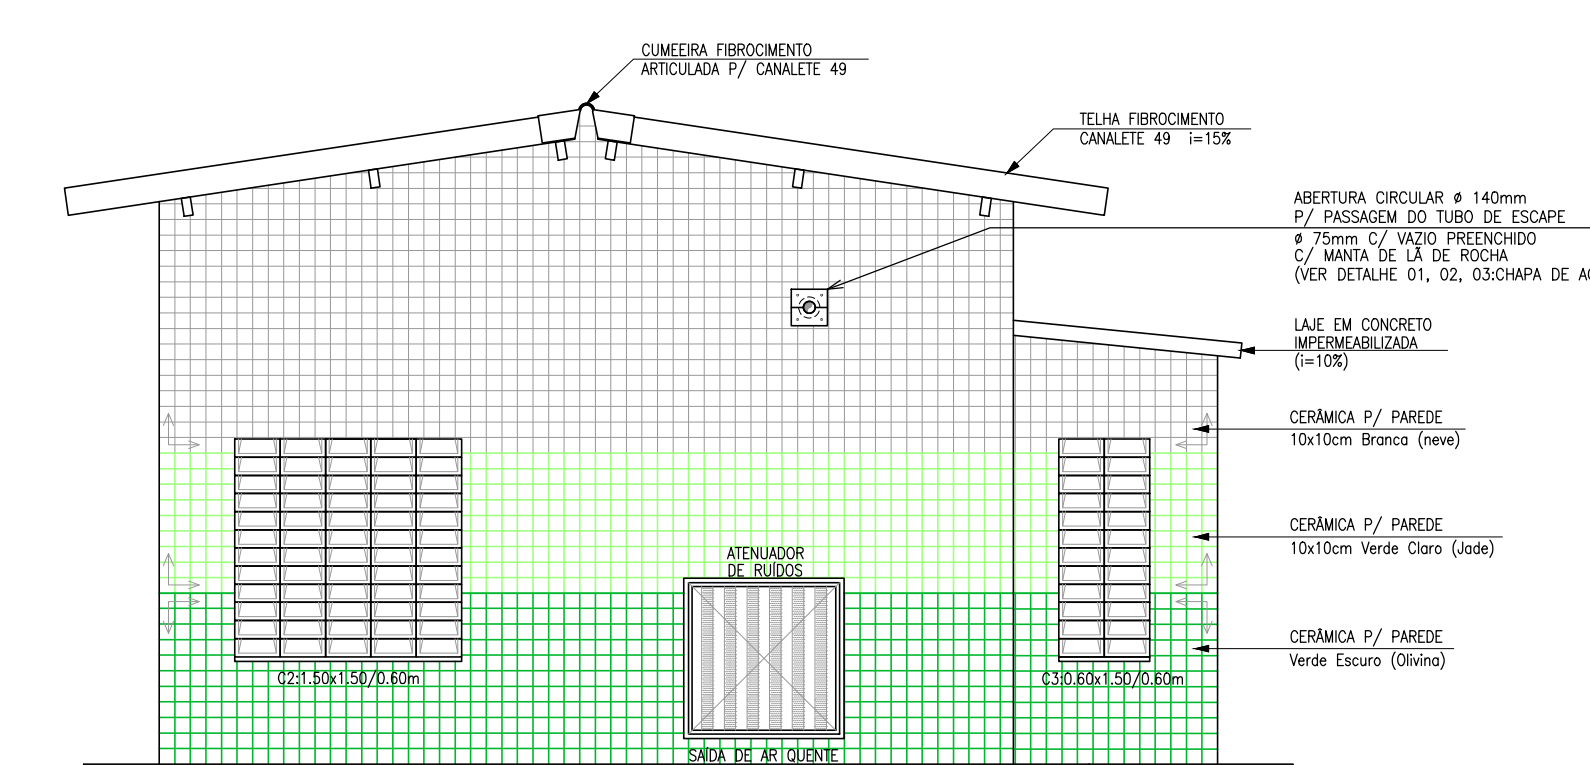 CUMEEIRA FIBROCIMENTO
ARTICULADA P/ CANALETE 49
TELHA FIBROCIMENTO
CANALETE 49 i=15%
ABERTURA CIRCULAR ø 140mm
P/ PASSAGEM DO TUBO DE ESCAPE
ø 75mm C/ VAZIO PREENCHIDO
C/ MANTA DE LÃ DE ROCHA
(VER DETALHE 01, 02, 03:CHAPA DE
LAJE EM CONCRETO
IMPERMEABILIZADA
(i=10%)
CERÂMICA P/ PAREDE
10x10cm Branca (neve)
CERÂMICA P/ PAREDE
10x10cm Verde Claro (Jade)
ATENUADOR
DE RUÍDOS
CERÂMICA P/ PAREDE
Verde Escuro (Olivina)
C2:1.50x1.50/0.60m
C3:0.60x1.50/0.60m
SAÍDA DE AR QUENTE